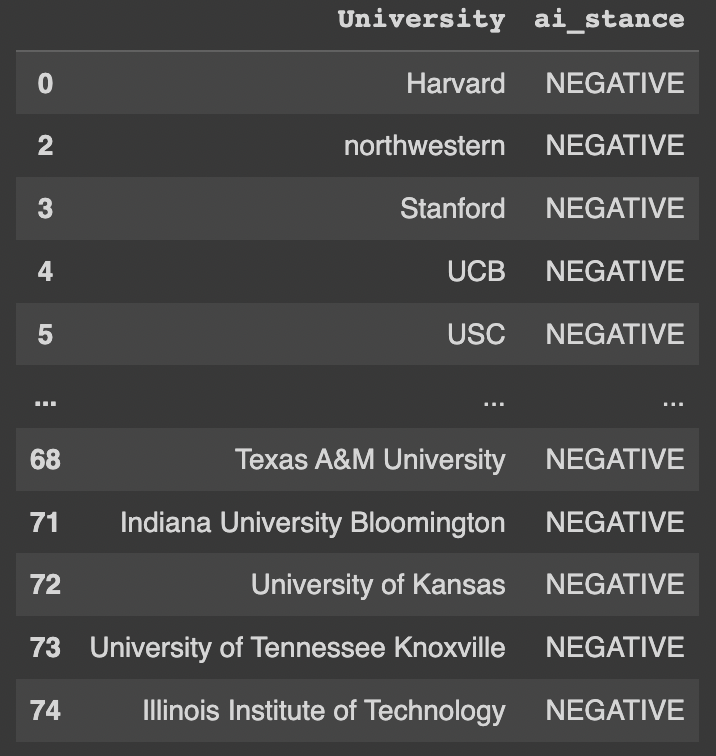 University ai_stance
0 Harvard NEGATIVE
2 northwestern NEGATIVE
3 Stanford NEGATIVE
4 UCB NEGATIVE
5 USC NEGATIVE
... ... ...
68 Texas A&M University NEGATIVE
71 Indiana University Bloomington NEGATIVE
72 University of Kansas NEGATIVE
73 University of Tennessee Knoxville NEGATIVE
74 Illinois Institute of Technology NEGATIVE